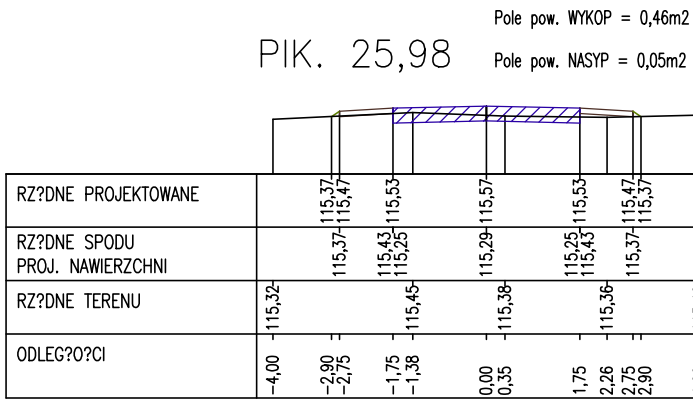 Pole pow. WYKOP = 0,46m2
PIK. 25,98
Pole pow. NASYP = 0,05m2
RZ?DNE PROJEKTOWANE
115,37 115,47 115,53 115,57 115,53 115,47 115,37
RZ?DNE SPODU
PROJ. NAWIERZCHNI
115,37 115,43 115,25 115,29 115,25 115,43 115,37
RZ?DNE TERENU
115,32 115,45 115,38 115,36
ODLEG?O?CI
-4,00 -2,90 -2,75 -1,75 -1,38 0,00 0,35 1,75 2,26 2,75 2,90